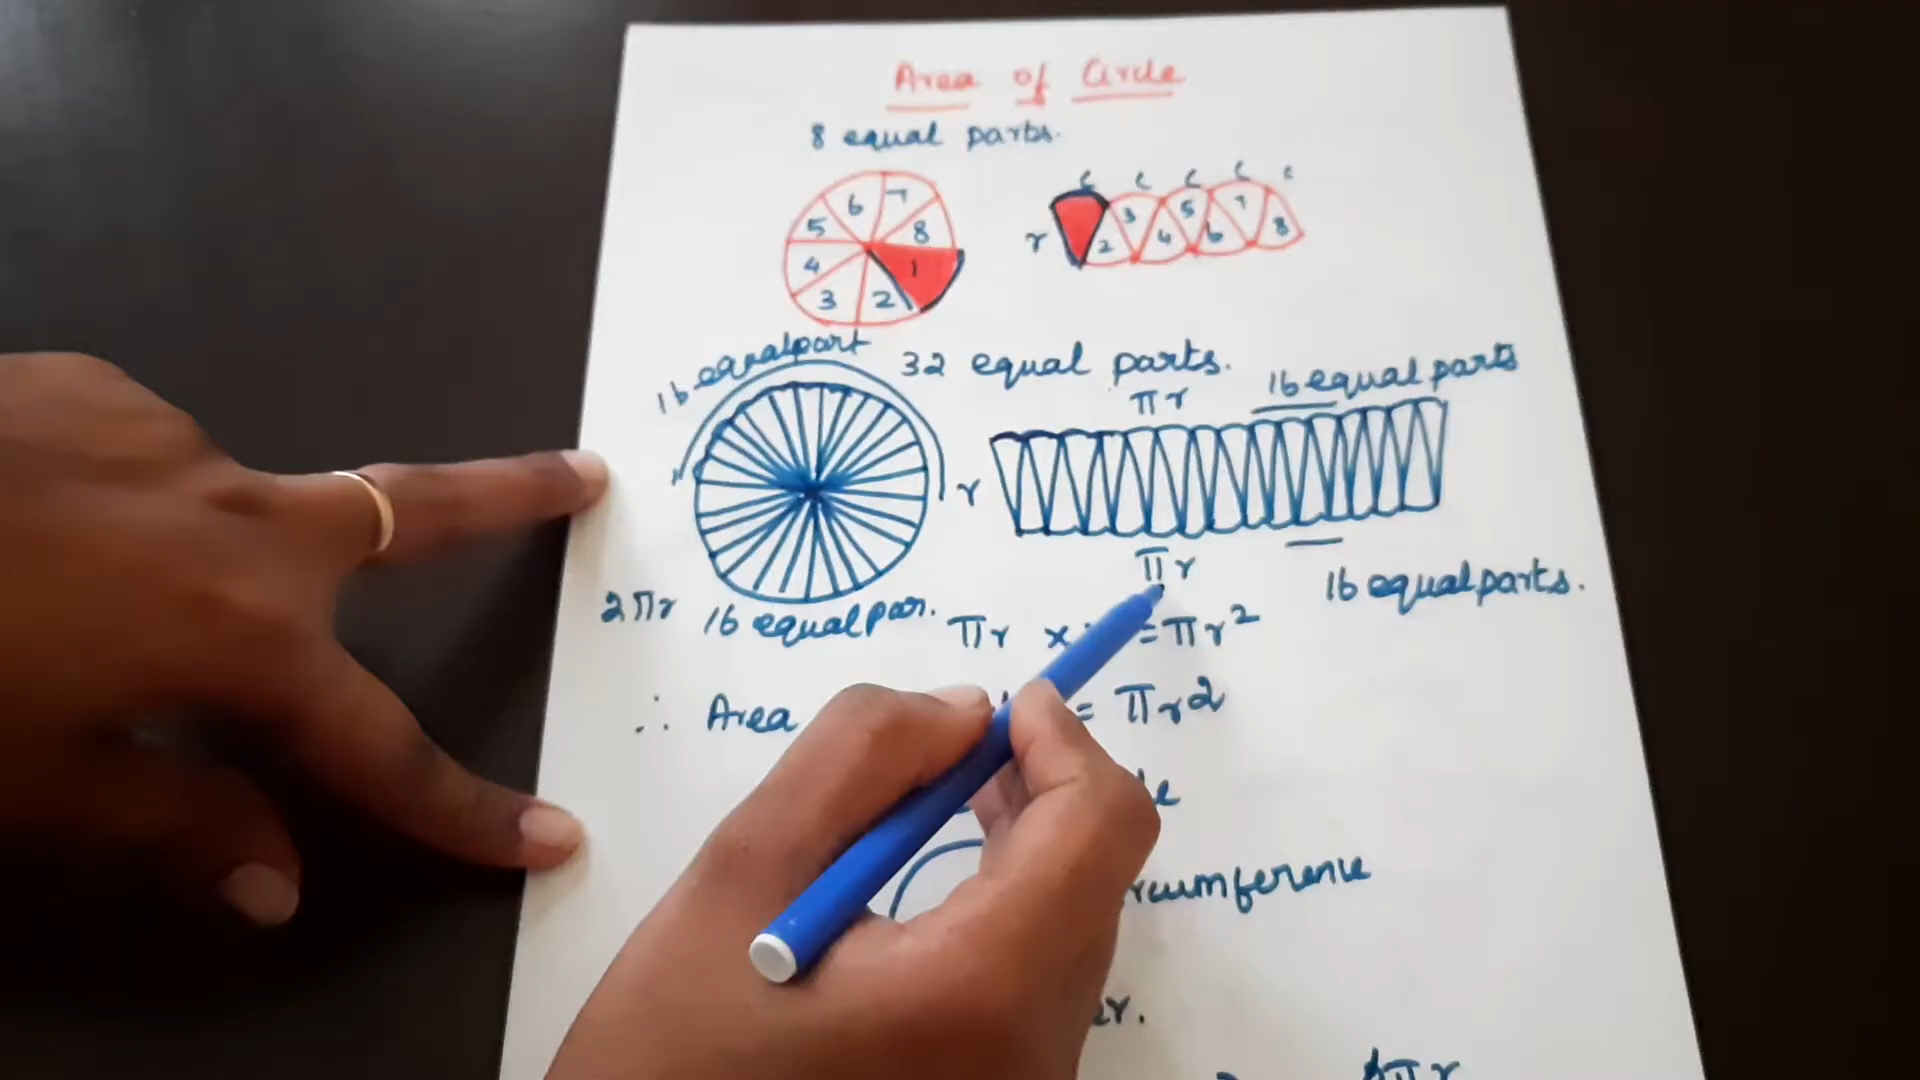 Area of Circle
8 equal parts.
6 7
5 8
4 1
3 2
c c c c c
r 3 5 7
2 4 6 8
16 equal part
32 equal parts.
16 equal parts
πr
r
πr
16 equal parts.
2πr 16 equal par.
πr x = πr2
∴ Area = πr2
πr